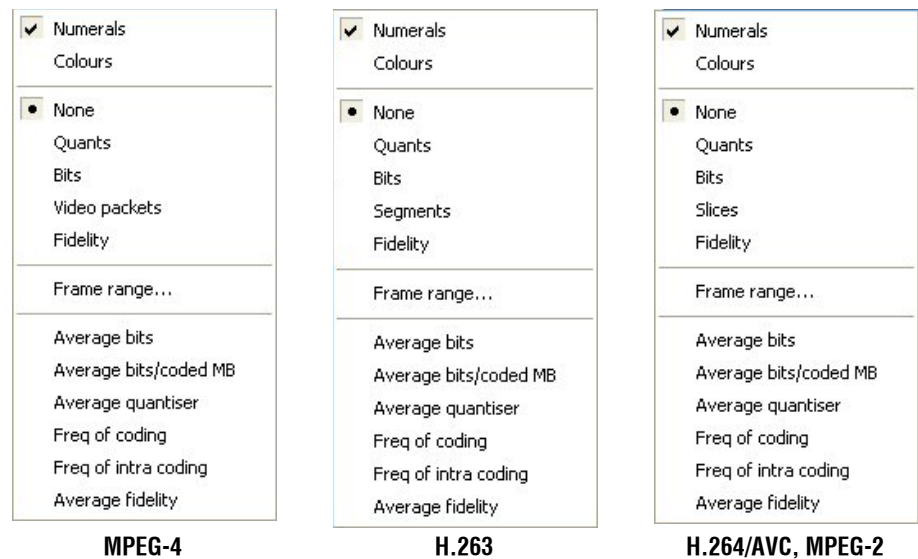 Numerals
Colours
None
Quants
Bits
Video packets
Fidelity
Frame range...
Average bits
Average bits/coded MB
Average quantiser
Freq of coding
Freq of intra coding
Average fidelity
MPEG-4
Numerals
Colours
None
Quants
Bits
Segments
Fidelity
Frame range...
Average bits
Average bits/coded MB
Average quantiser
Freq of coding
Freq of intra coding
Average fidelity
H.263
Numerals
Colours
None
Quants
Bits
Slices
Fidelity
Frame range...
Average bits
Average bits/coded MB
Average quantiser
Freq of coding
Freq of intra coding
Average fidelity
H.264/AVC, MPEG-2